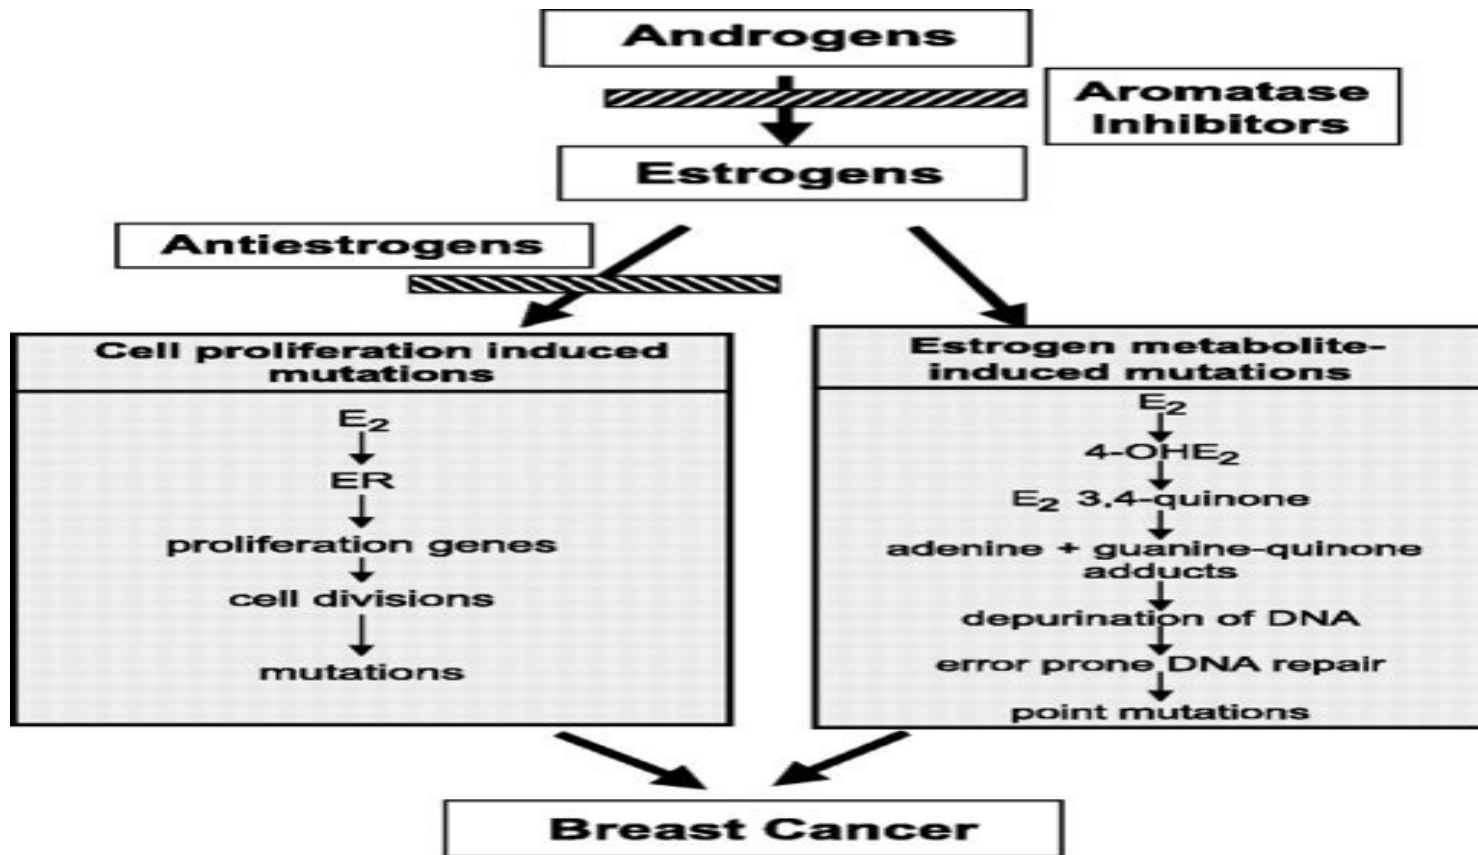 Androgens
Aromatase
Inhibitors
Estrogens
Antiestrogens
Cell proliferation induced
mutations
E₂
ER
proliferation genes
cell divisions
mutations
Estrogen metabolite-
induced mutations
E₂
4-OHE₂
E₂ 3,4-quinone
adenine + guanine-quinone
adducts
depurination of DNA
error prone DNA repair
point mutations
Breast Cancer